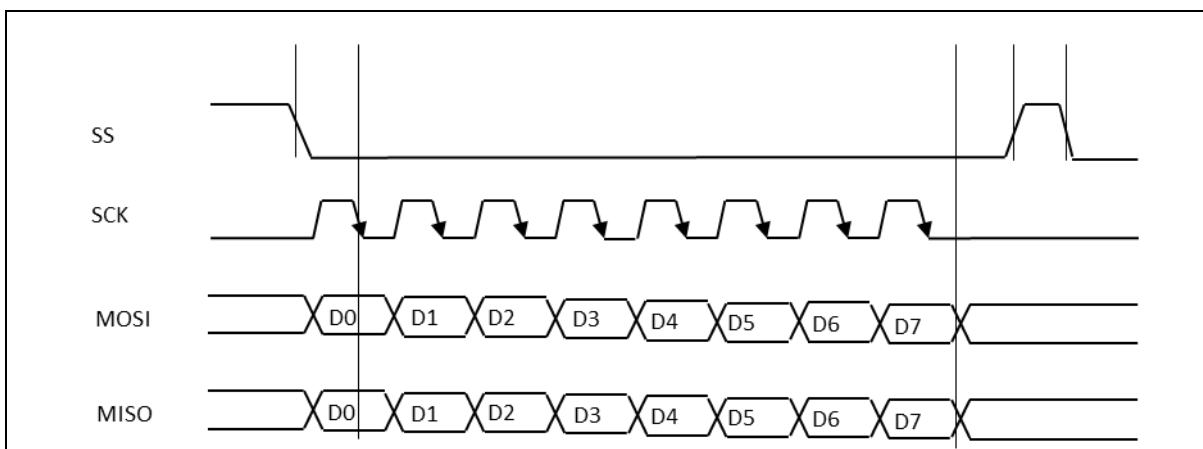 SS
SCK
MOSI D0 D1 D2 D3 D4 D5 D6 D7
MISO D0 D1 D2 D3 D4 D5 D6 D7